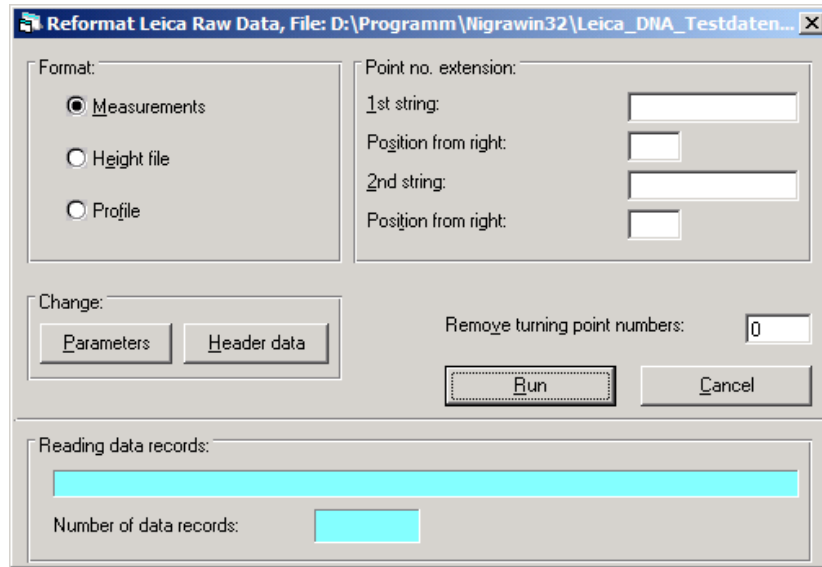 Reformat Leica Raw Data, File: D:\Programm\Nigrawin32\Leica_DNA_Testdaten...
Format:
Measurements
Height file
Profile
Point no. extension:
1st string:
Position from right:
2nd string:
Position from right:
Change:
Parameters
Header data
Remove turning point numbers:
0
Run
Cancel
Reading data records:
Number of data records: